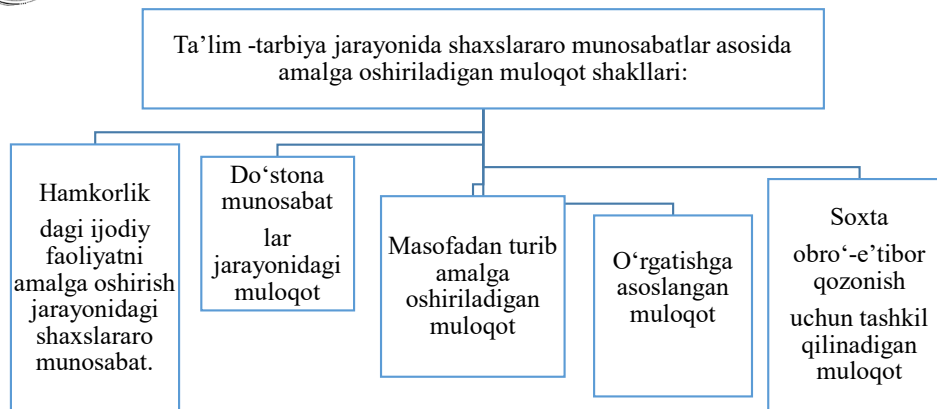 Ta’lim -tarbiya jarayonida shaxslararo munosabatlar asosida
amalga oshiriladigan muloqot shakllari:
Hamkorlik
dagi ijodiy
faoliyatni
amalga oshirish
jarayonidagi
shaxslararo
munosabat.
Do‘stona
munosabat
lar
jarayonidagi
muloqot
Masofadan turib
amalga
oshiriladigan
muloqot
O‘rgatishga
asoslangan
muloqot
Soxta
obro‘-e’tibor
qozonish
uchun tashkil
qilinadigan
muloqot